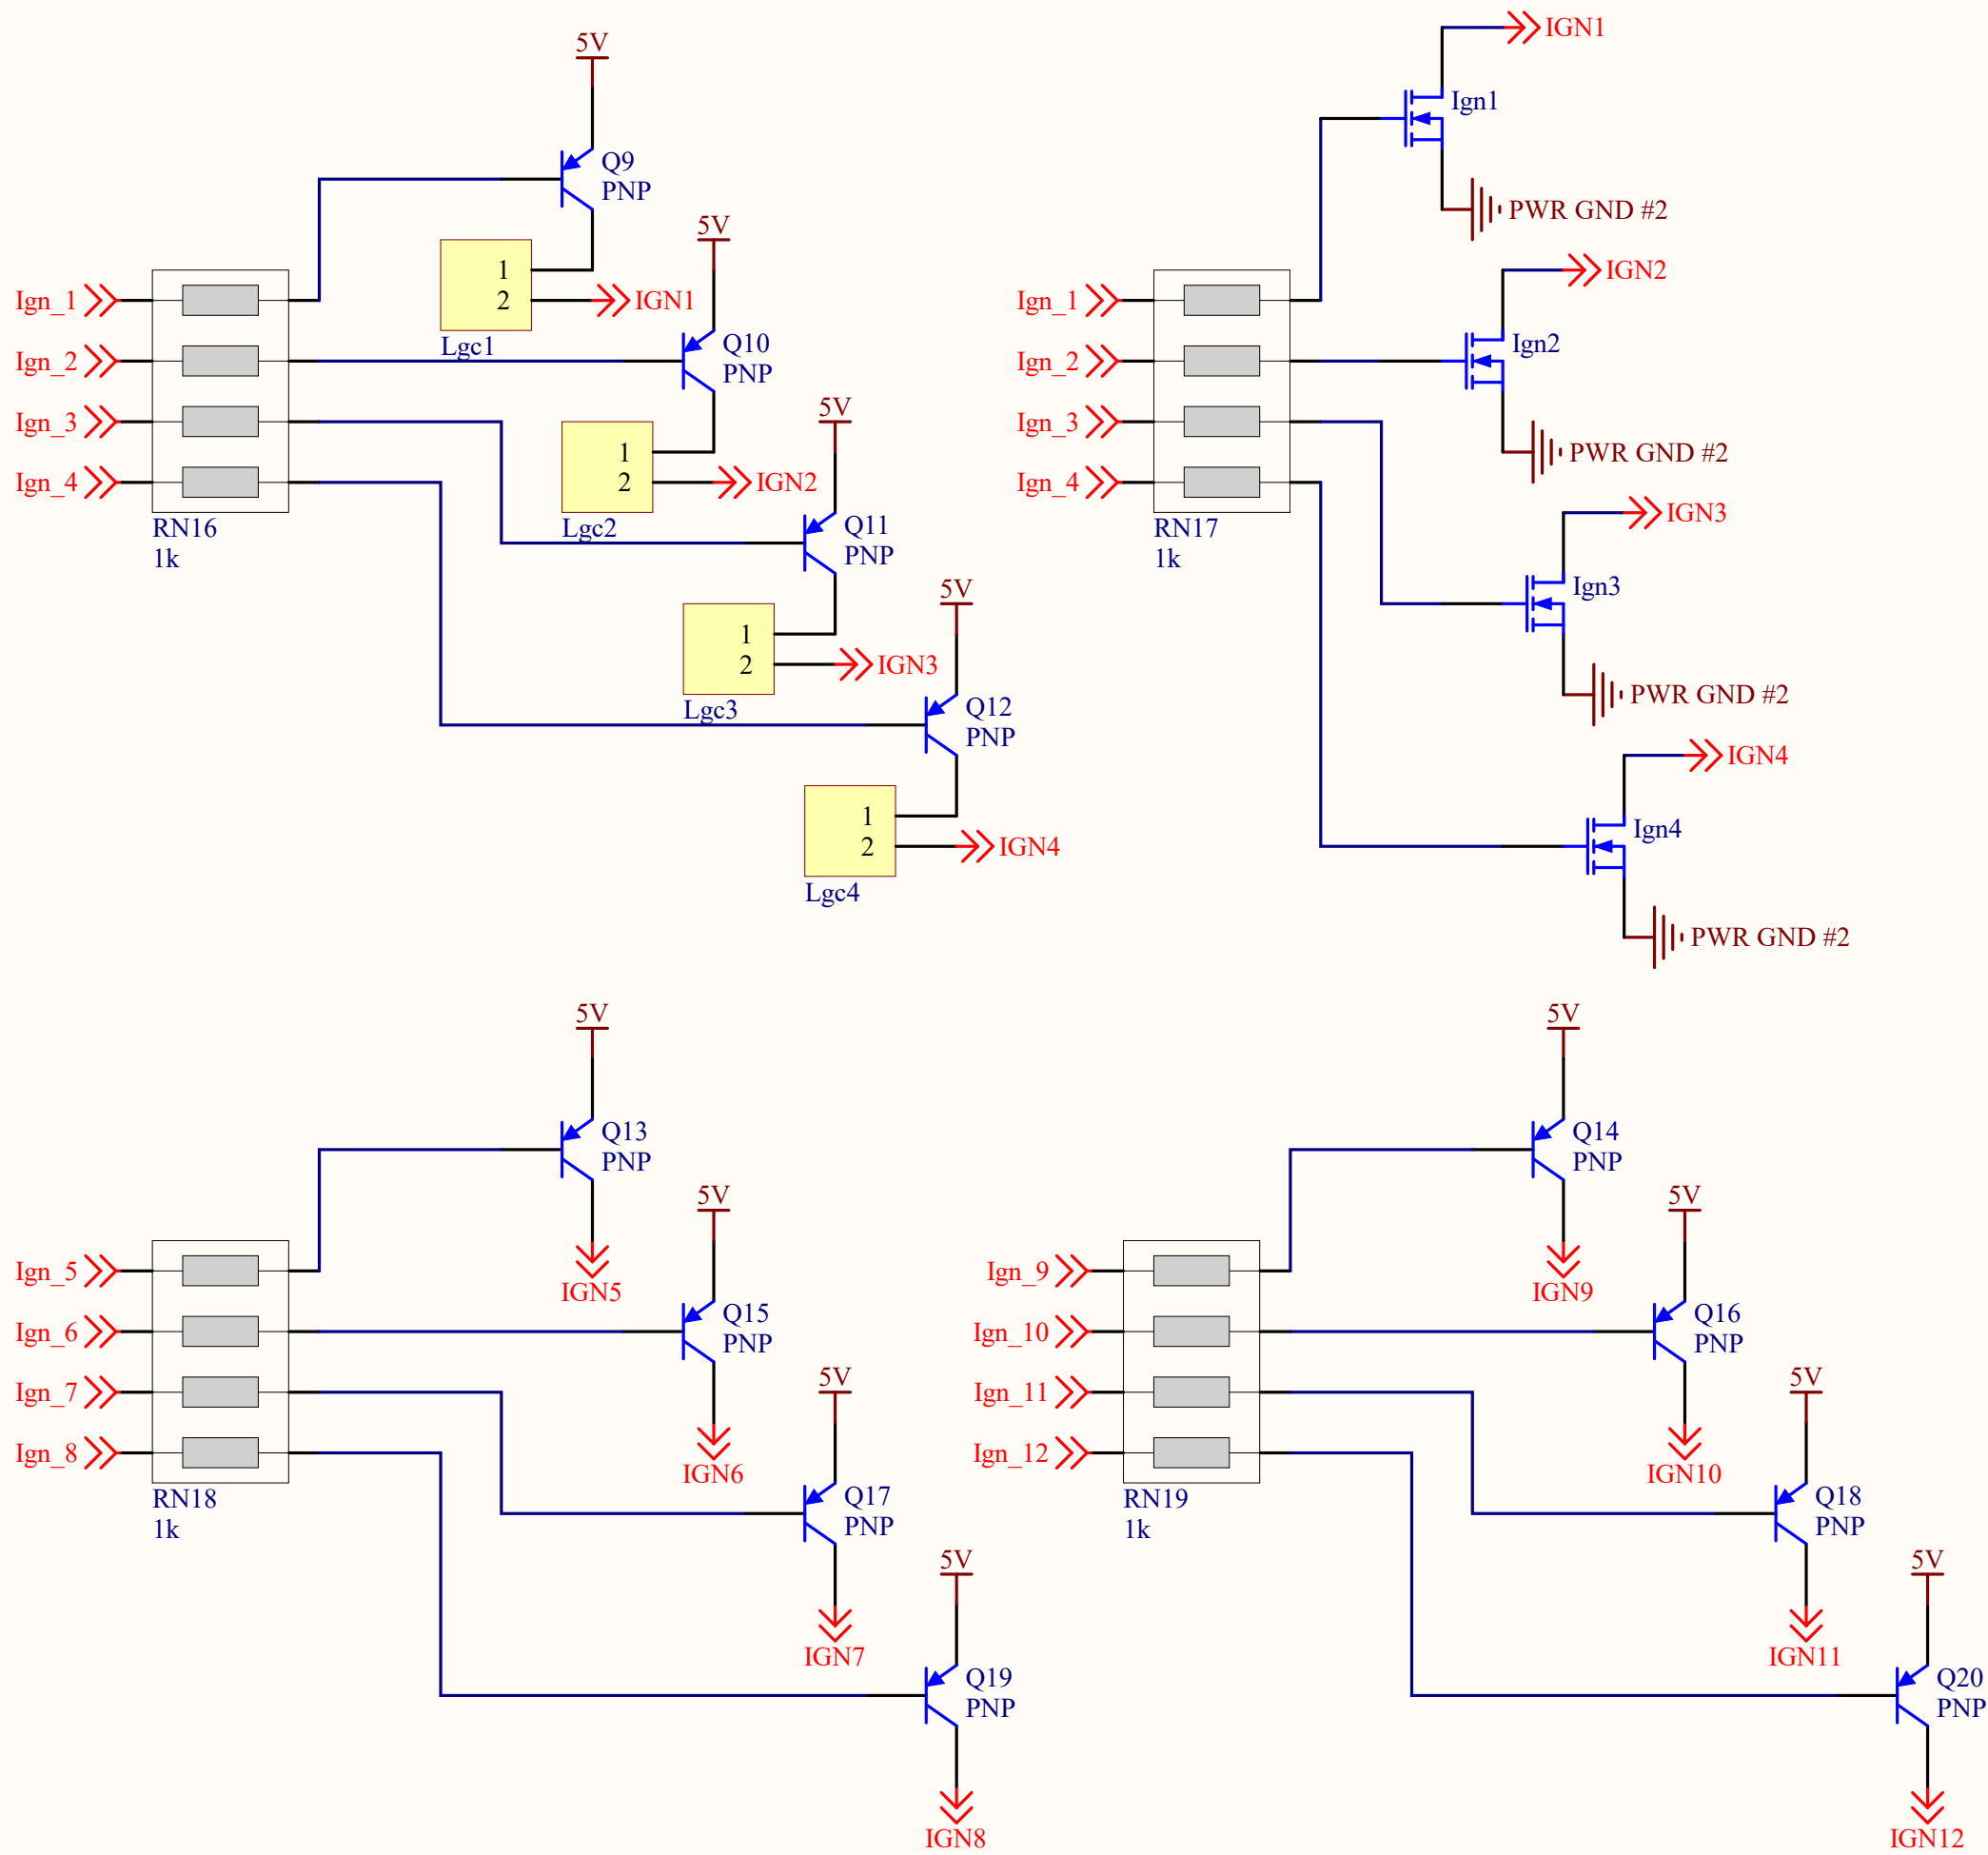 5V
Q9
PNP
1
2
IGN1
Lgc1
5V
Q10
PNP
1
2
IGN2
Lgc2
5V
Q11
PNP
1
2
IGN3
Lgc3
5V
Q12
PNP
1
2
IGN4
Lgc4
Ign_1
Ign_2
Ign_3
Ign_4
RN16
1k
IGN1
Ign1
PWR GND #2
IGN2
Ign2
PWR GND #2
IGN3
Ign3
PWR GND #2
IGN4
Ign4
PWR GND #2
Ign_1
Ign_2
Ign_3
Ign_4
RN17
1k
5V
Q13
PNP
IGN5
5V
Q15
PNP
IGN6
5V
Q17
PNP
IGN7
5V
Q19
PNP
IGN8
Ign_5
Ign_6
Ign_7
Ign_8
RN18
1k
5V
Q14
PNP
IGN9
5V
Q16
PNP
IGN10
5V
Q18
PNP
IGN11
5V
Q20
PNP
IGN12
Ign_9
Ign_10
Ign_11
Ign_12
RN19
1k